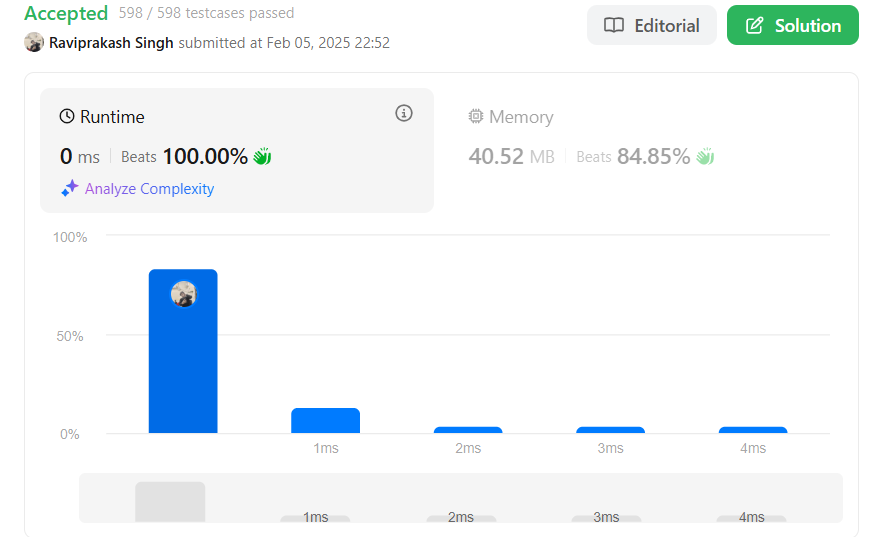 Accepted 598 / 598 testcases passed
Raviprakash Singh submitted at Feb 05, 2025 22:52
Editorial
Solution
Runtime
0 ms Beats 100.00%
Analyze Complexity
Memory
40.52 MB Beats 84.85%
100%
50%
0%
1ms 2ms 3ms 4ms
1ms 2ms 3ms 4ms